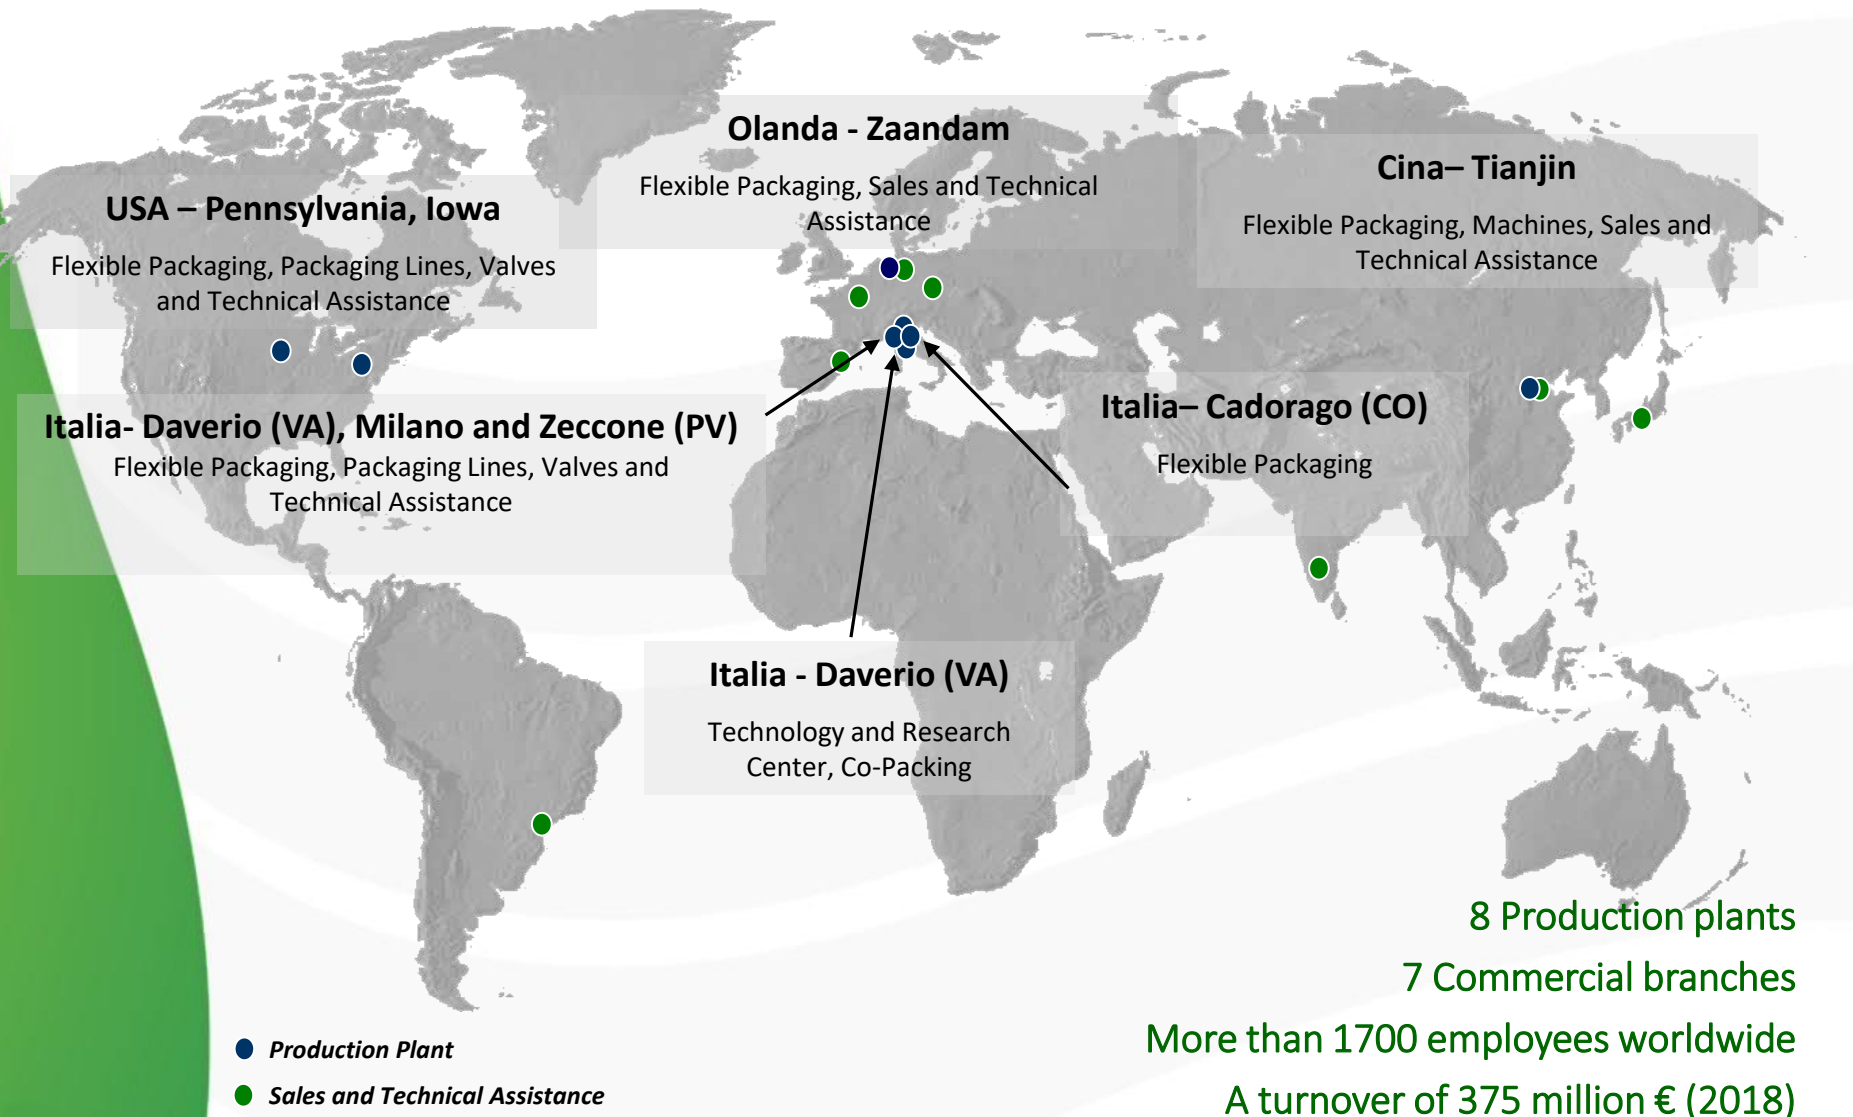 Olanda - Zaandam
Flexible Packaging, Sales and Technical
Assistance
Cina– Tianjin
Flexible Packaging, Machines, Sales and
Technical Assistance
USA – Pennsylvania, Iowa
Flexible Packaging, Packaging Lines, Valves
and Technical Assistance
Italia- Daverio (VA), Milano and Zeccone (PV)
Flexible Packaging, Packaging Lines, Valves and
Technical Assistance
Italia– Cadorago (CO)
Flexible Packaging
Italia - Daverio (VA)
Technology and Research
Center, Co-Packing
8 Production plants
7 Commercial branches
More than 1700 employees worldwide
A turnover of 375 million € (2018)
Production Plant
Sales and Technical Assistance